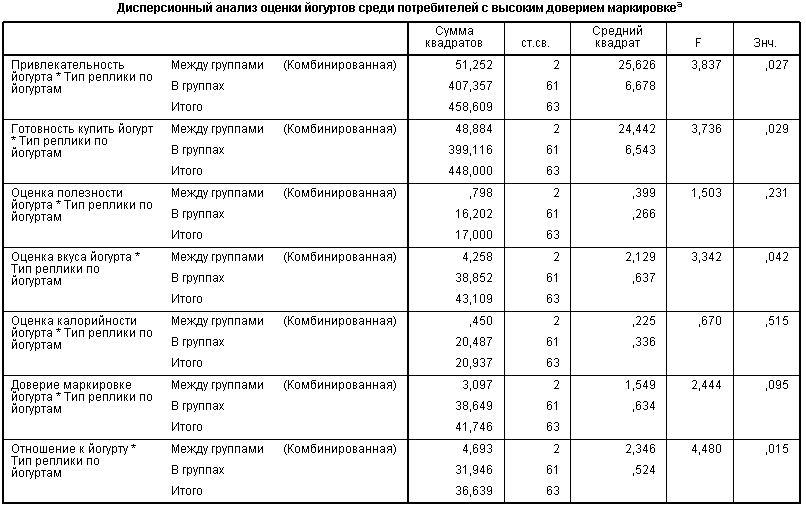 Дисперсионный анализ оценки йогуртов среди потребителей с высоким доверием маркировке a
Сумма квадратов ст.св. Средний квадрат F Знч.
Привлекательность йогурта * Тип реплики по йогуртам Между группами (Комбинированная) 51,252 2 25,626 3,837 ,027
В группах 407,357 61 6,678
Итого 458,609 63
Готовность купить йогурт * Тип реплики по йогуртам Между группами (Комбинированная) 48,884 2 24,442 3,736 ,029
В группах 399,116 61 6,543
Итого 448,000 63
Оценка полезности йогурта * Тип реплики по йогуртам Между группами (Комбинированная) ,798 2 ,399 1,503 ,231
В группах 16,202 61 ,266
Итого 17,000 63
Оценка вкуса йогурта * Тип реплики по йогуртам Между группами (Комбинированная) 4,258 2 2,129 3,342 ,042
В группах 38,852 61 ,637
Итого 43,109 63
Оценка калорийности йогурта * Тип реплики по йогуртам Между группами (Комбинированная) ,450 2 ,225 ,670 ,515
В группах 20,487 61 ,336
Итого 20,937 63
Доверие маркировке йогурта * Тип реплики по йогуртам Между группами (Комбинированная) 3,097 2 1,549 2,444 ,095
В группах 38,649 61 ,634
Итого 41,746 63
Отношение к йогурту * Тип реплики по йогуртам Между группами (Комбинированная) 4,693 2 2,346 4,480 ,015
В группах 31,946 61 ,524
Итого 36,639 63